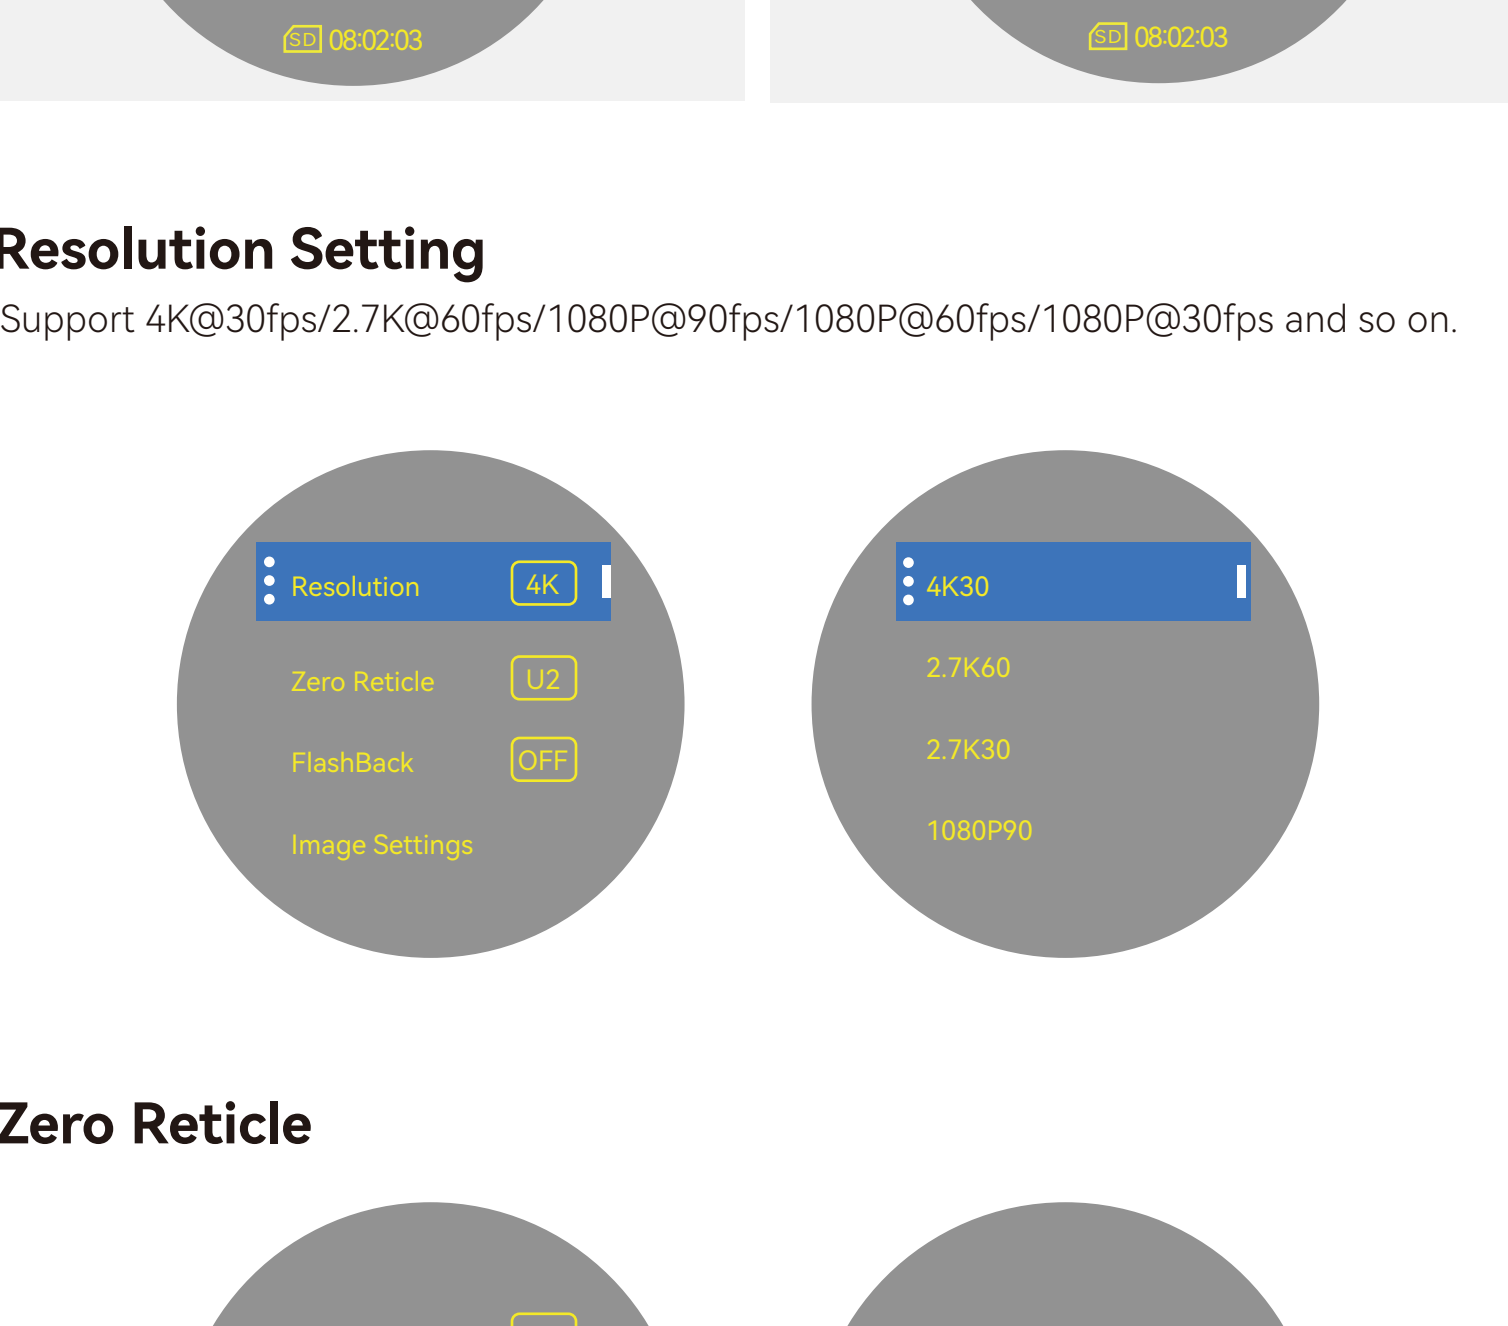 SD 08:02:03
SD 08:02:03
Resolution Setting
Support 4K@30fps/2.7K@60fps/1080P@90fps/1080P@60fps/1080P@30fps and so on.
Resolution 4K
Zero Reticle U2
FlashBack OFF
Image Settings
4K30
2.7K60
2.7K30
1080P90
Zero Reticle